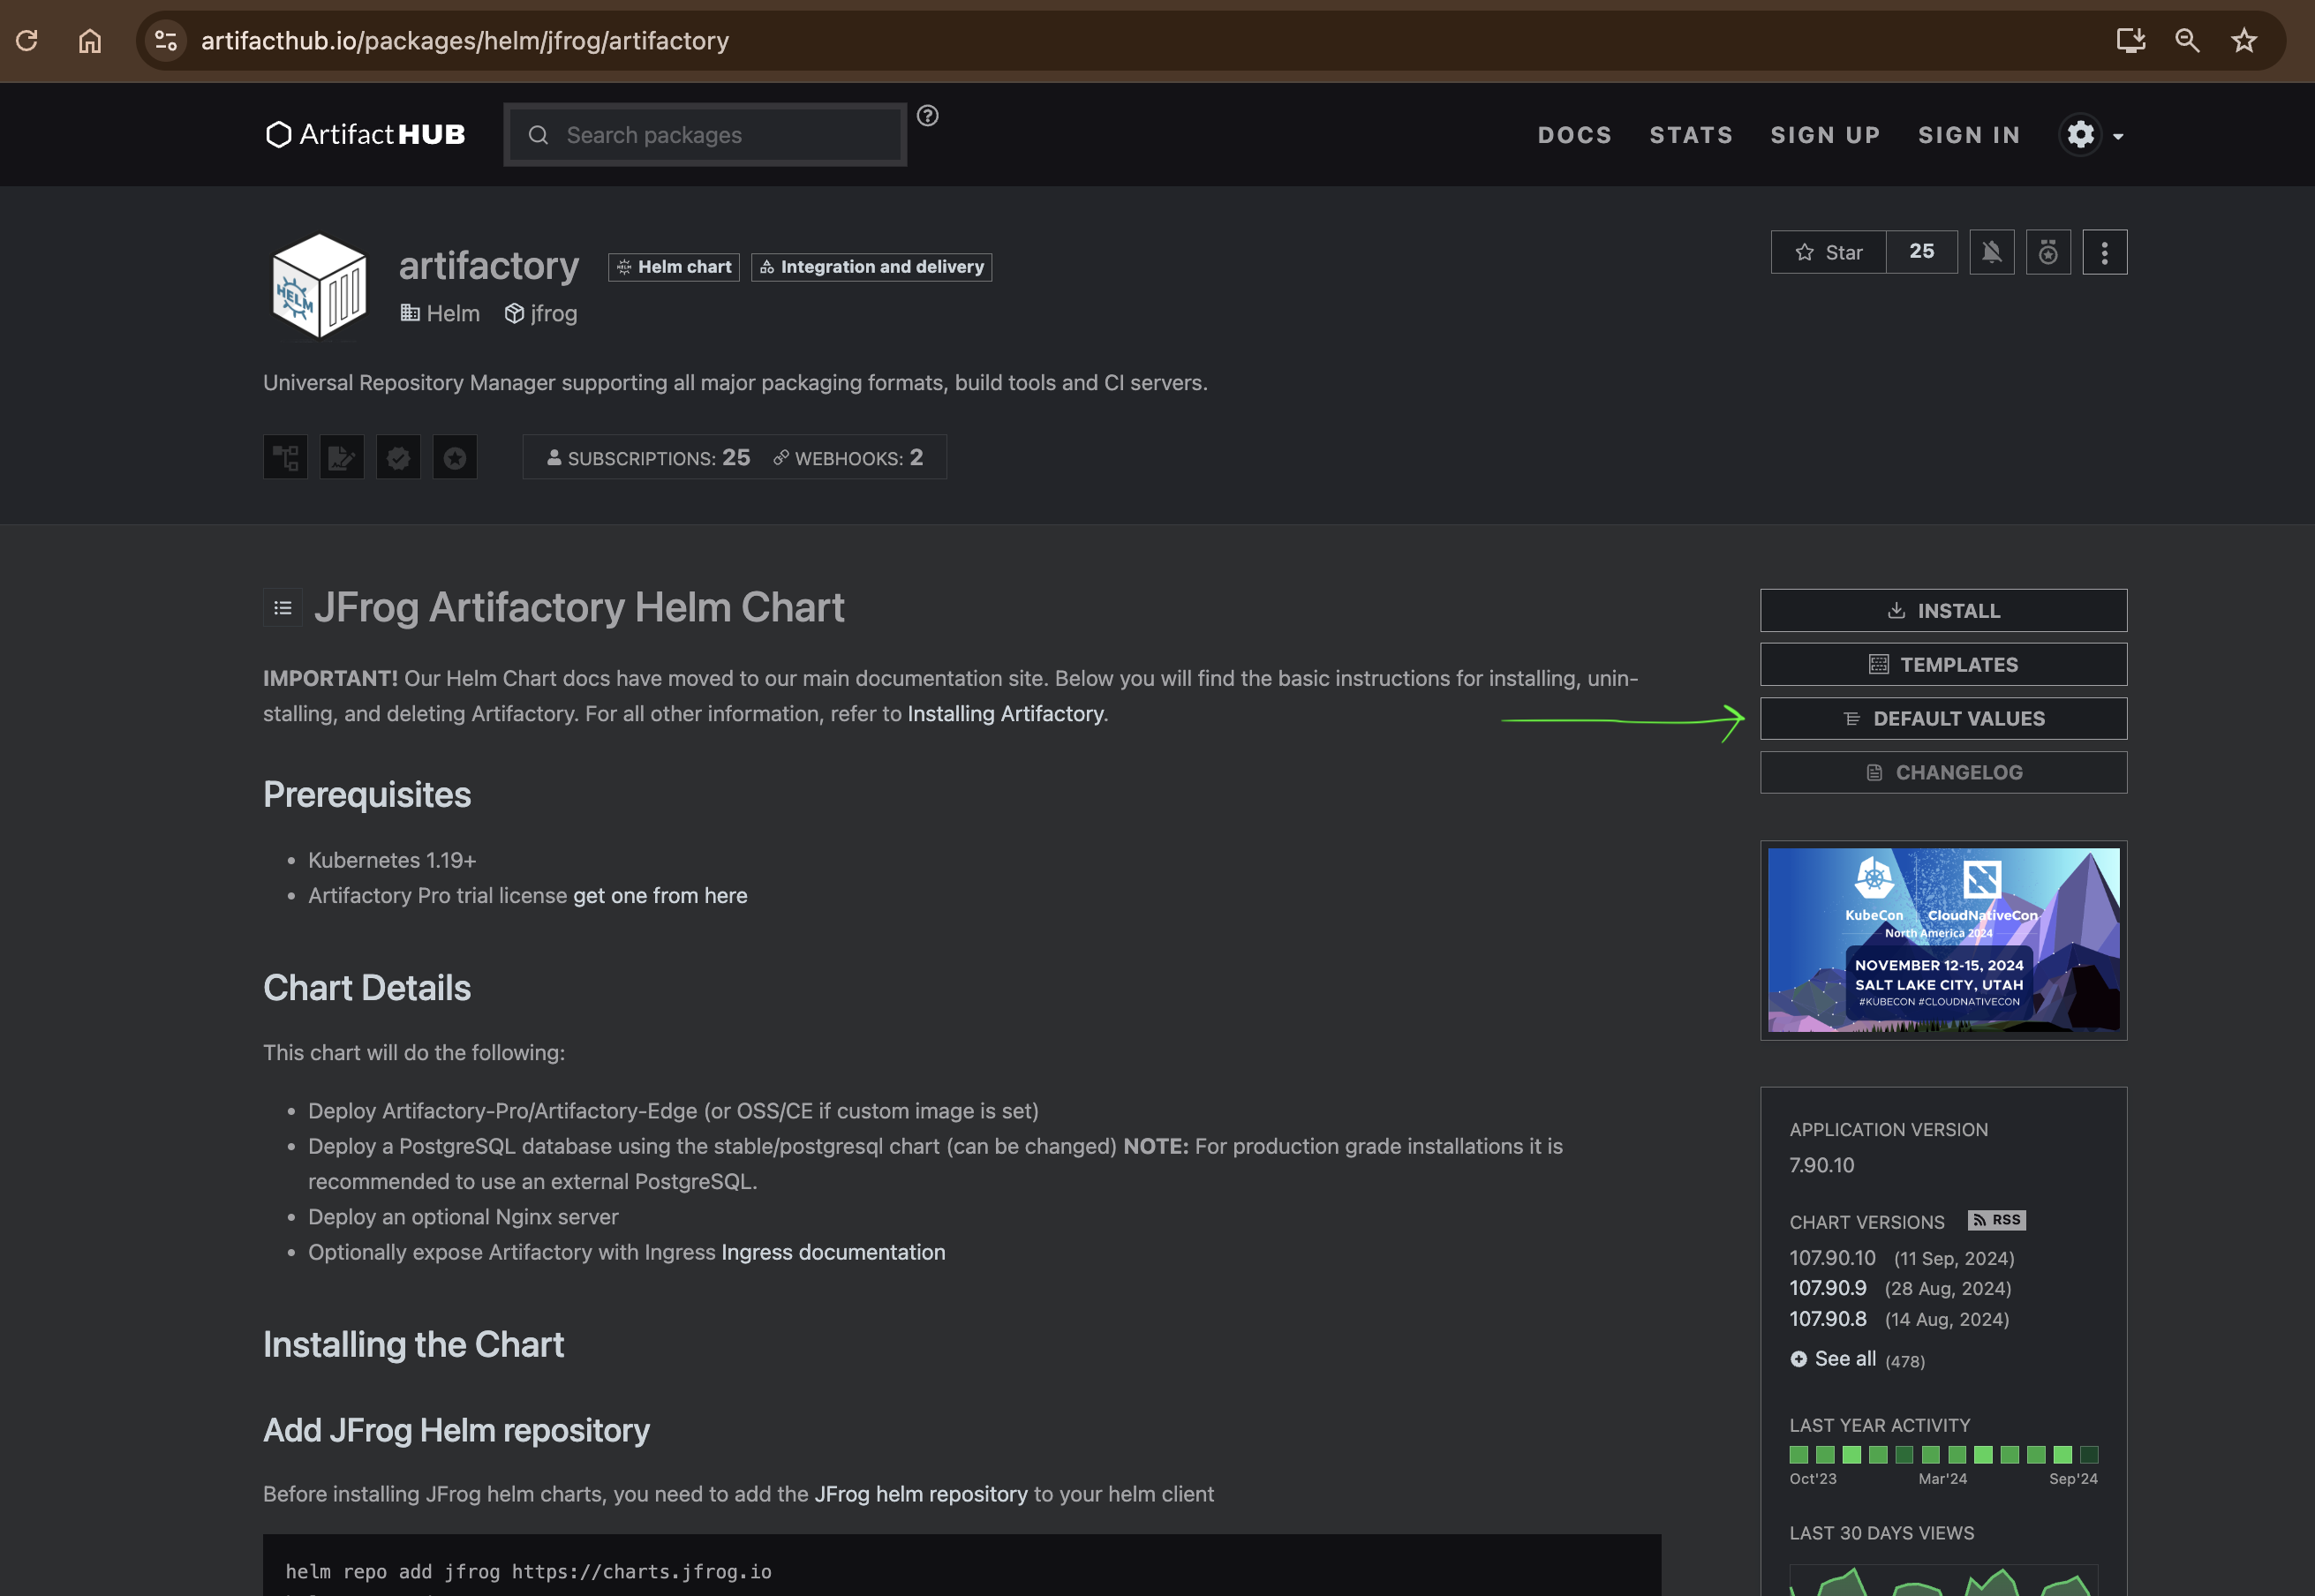 artifacthub.io/packages/helm/jfrog/artifactory
Artifact HUB
Search packages
DOCS STATS SIGN UP SIGN IN
artifactory
Helm chart
Integration and delivery
Star 25
HELM
Helm jfrog
Universal Repository Manager supporting all major packaging formats, build tools and CI servers.
SUBSCRIPTIONS: 25 WEBHOOKS: 2
JFrog Artifactory Helm Chart
IMPORTANT! Our Helm Chart docs have moved to our main documentation site. Below you will find the basic instructions for installing, unin-
stalling, and deleting Artifactory. For all other information, refer to Installing Artifactory.
Prerequisites
• Kubernetes 1.19+
• Artifactory Pro trial license get one from here
Chart Details
This chart will do the following:
• Deploy Artifactory-Pro/Artifactory-Edge (or OSS/CE if custom image is set)
• Deploy a PostgreSQL database using the stable/postgresql chart (can be changed) NOTE: For production grade installations it is
recommended to use an external PostgreSQL.
• Deploy an optional Nginx server
• Optionally expose Artifactory with Ingress Ingress documentation
Installing the Chart
Add JFrog Helm repository
Before installing JFrog helm charts, you need to add the JFrog helm repository to your helm client
helm repo add jfrog https://charts.jfrog.io
INSTALL
TEMPLATES
DEFAULT VALUES
CHANGELOG
KubeCon CloudNativeCon
North America 2024
NOVEMBER 12-15, 2024
SALT LAKE CITY, UTAH
#KUBECON #CLOUDNATIVECON
APPLICATION VERSION
7.90.10
CHART VERSIONS RSS
107.90.10 (11 Sep, 2024)
107.90.9 (28 Aug, 2024)
107.90.8 (14 Aug, 2024)
See all (478)
LAST YEAR ACTIVITY
Oct'23 Mar'24 Sep'24
LAST 30 DAYS VIEWS